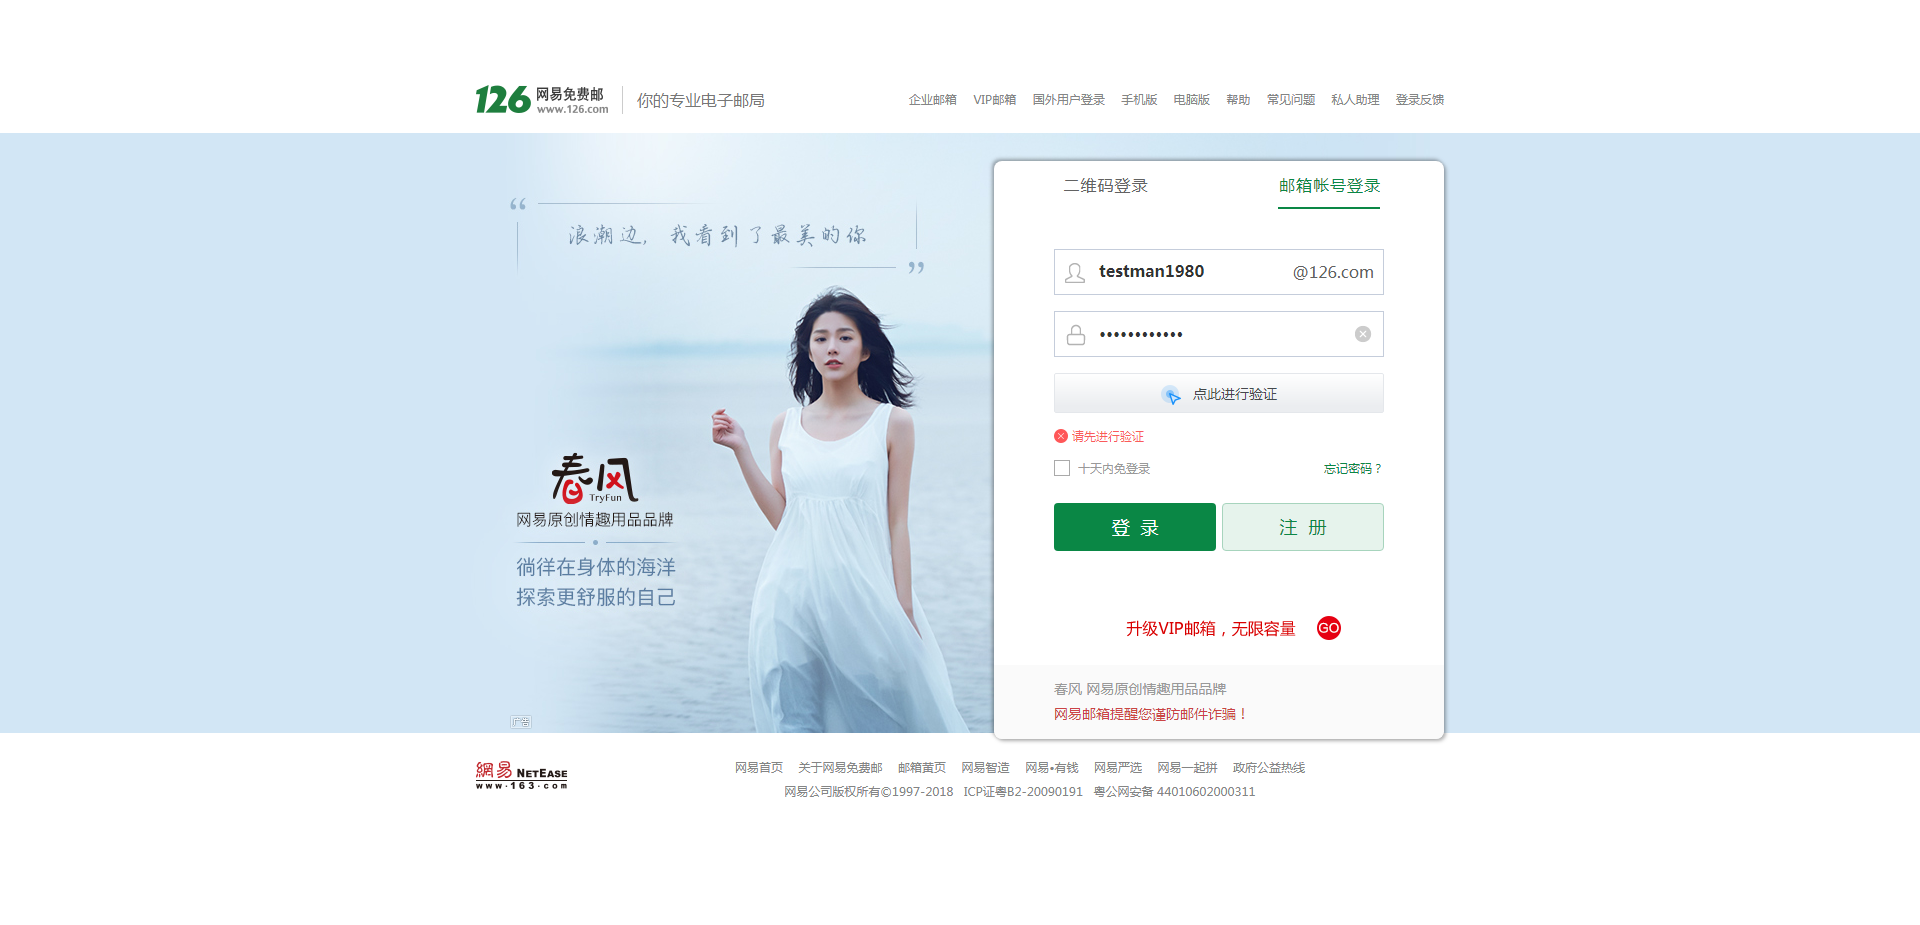 126 网易免费邮 www.126.com 你的专业电子邮局
企业邮箱 VIP邮箱 国外用户登录 手机版 电脑版 帮助 常见问题 私人助理 登录反馈
“
浪潮边，我看到了最美的你
”
春风
TryFun
网易原创情趣用品品牌
徜徉在身体的海洋
探索更舒服的自己
广告
二维码登录 邮箱帐号登录
testman1980 @126.com
••••••••••••
点此进行验证
请先进行验证
十天内免登录 忘记密码？
登 录 注 册
升级VIP邮箱，无限容量 GO
春风 网易原创情趣用品品牌
网易邮箱提醒您谨防邮件诈骗！
網易 NETEASE
www.163.com
网易首页 关于网易免费邮 邮箱黄页 网易智造 网易•有钱 网易严选 网易一起拼 政府公益热线
网易公司版权所有©1997-2018 ICP证粤B2-20090191 粤公网安备 44010602000311